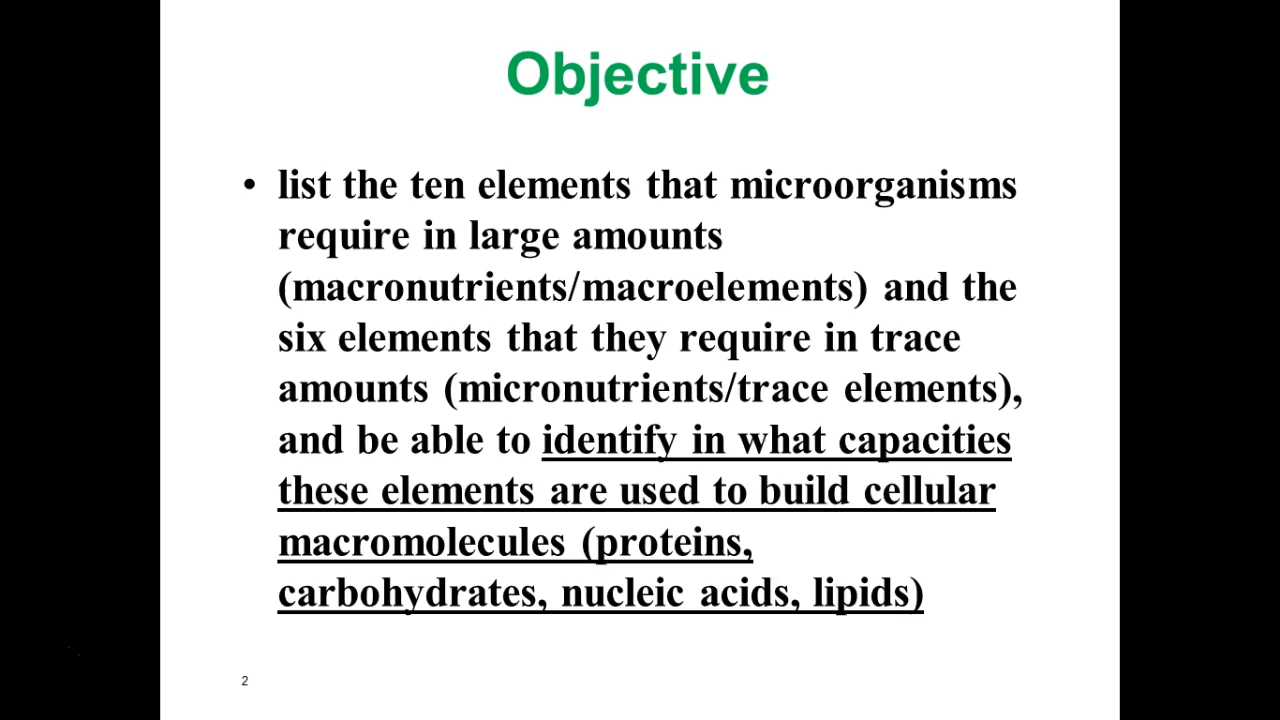 Objective
• list the ten elements that microorganisms
require in large amounts
(macronutrients/macroelements) and the
six elements that they require in trace
amounts (micronutrients/trace elements),
and be able to identify in what capacities
these elements are used to build cellular
macromolecules (proteins,
carbohydrates, nucleic acids, lipids)
2